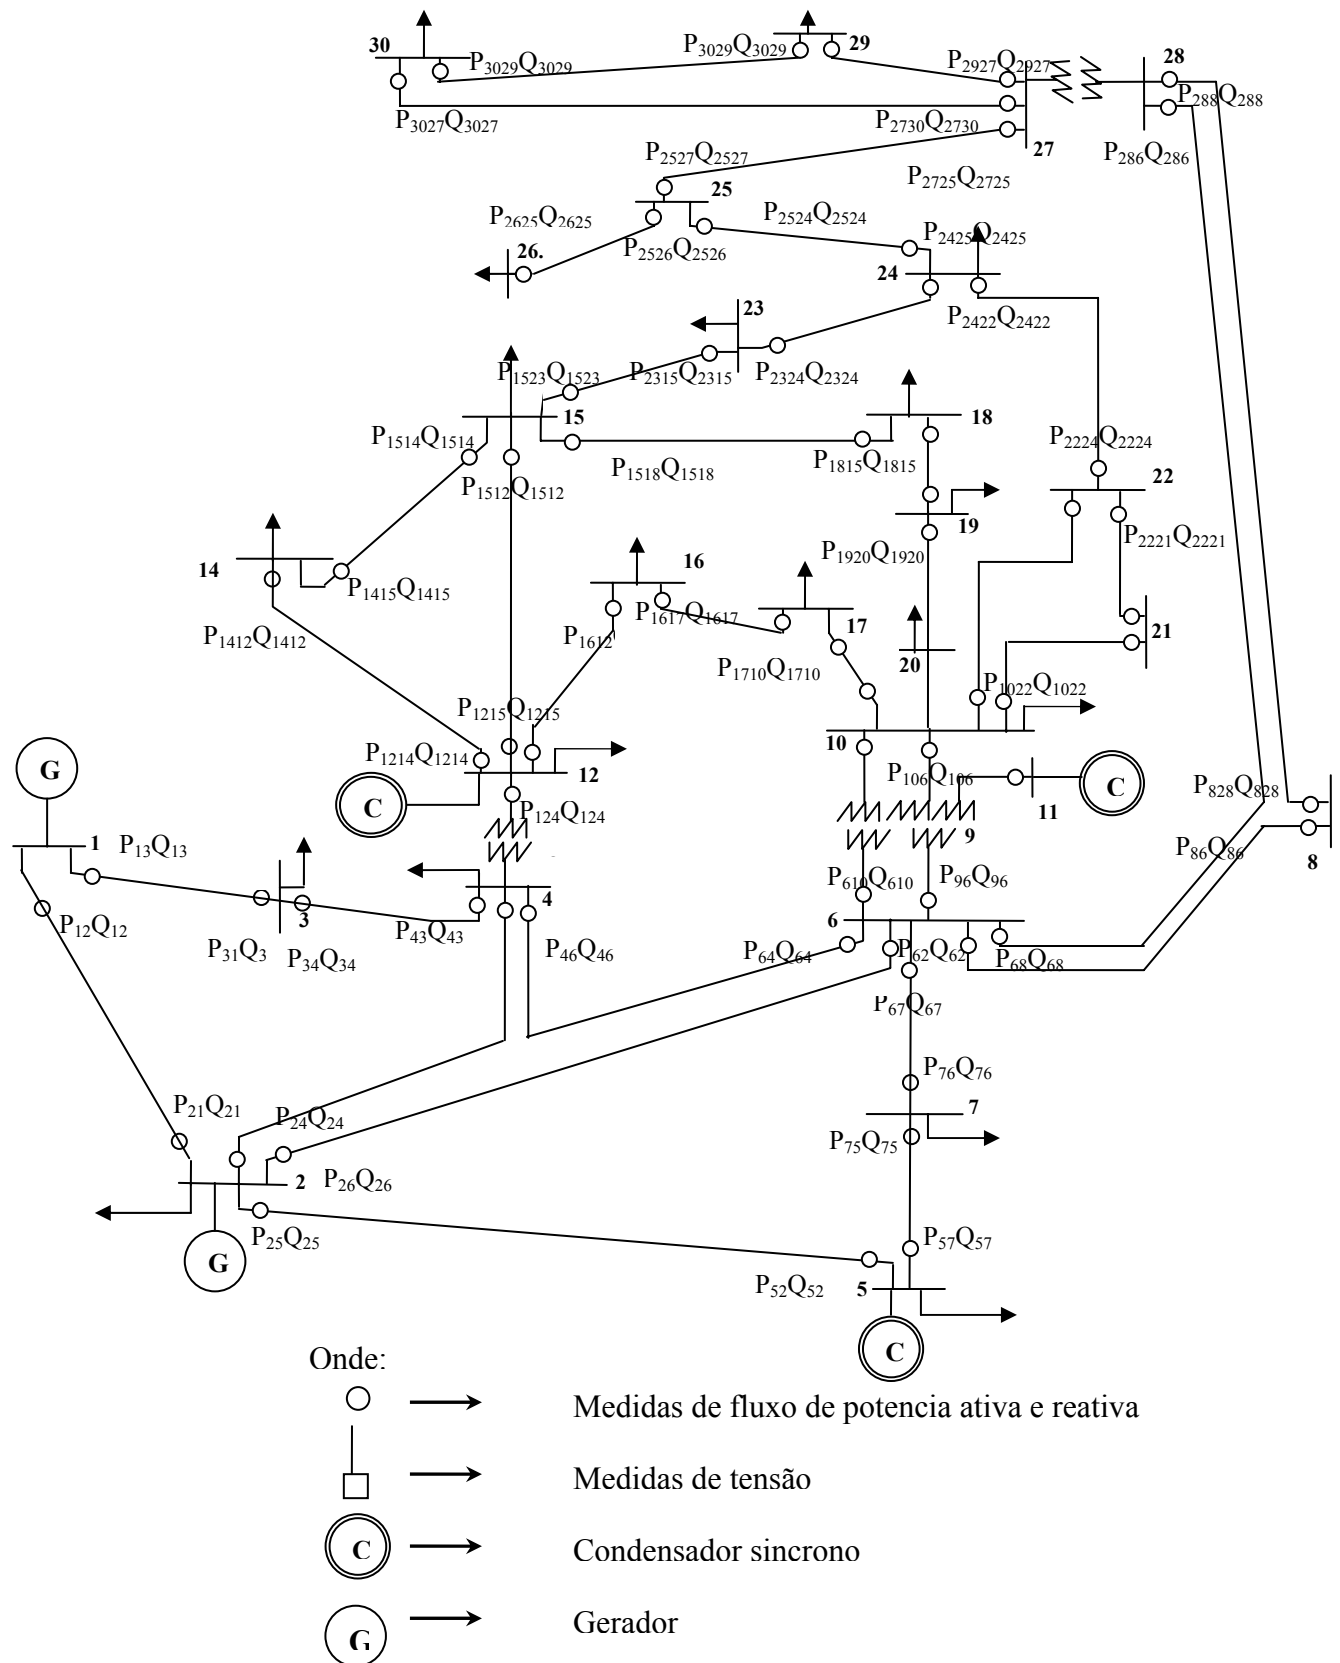 30
P3029Q3029
P3029Q3029
29
P2927Q2927
28
P288Q288
P3027Q3027
P2730Q2730
27
P286Q286
P2527Q2527
P2725Q2725
25
P2625Q2625
P2524Q2524
P2425Q2425
26.
P2526Q2526
24
23
P2422Q2422
P1523Q1523
P2315Q2315
P2324Q2324
15
18
P1514Q1514
P1512Q1512
P1518Q1518
P1815Q1815
P2224Q2224
22
19
P2221Q2221
P1920Q1920
14
P1415Q1415
16
P1617Q1617
17
21
P1412Q1412
P1612
20
P1710Q1710
P1022Q1022
P1215Q1215
10
P1214Q1214
12
P106Q106
G
C
P124Q124
11
C
P828Q828
1
P13Q13
9
P86Q86
8
4
P610Q610
P96Q96
P12Q12
3
P43Q43
6
P31Q3
P34Q34
P46Q46
P64Q64
P62Q62
P68Q68
P67Q67
P76Q76
P21Q21
P24Q24
7
P75Q75
2
P26Q26
P25Q25
P57Q57
G
P52Q52
5
C
Onde:
Medidas de fluxo de potencia ativa e reativa
Medidas de tensão
C
Condensador sincrono
G
Gerador